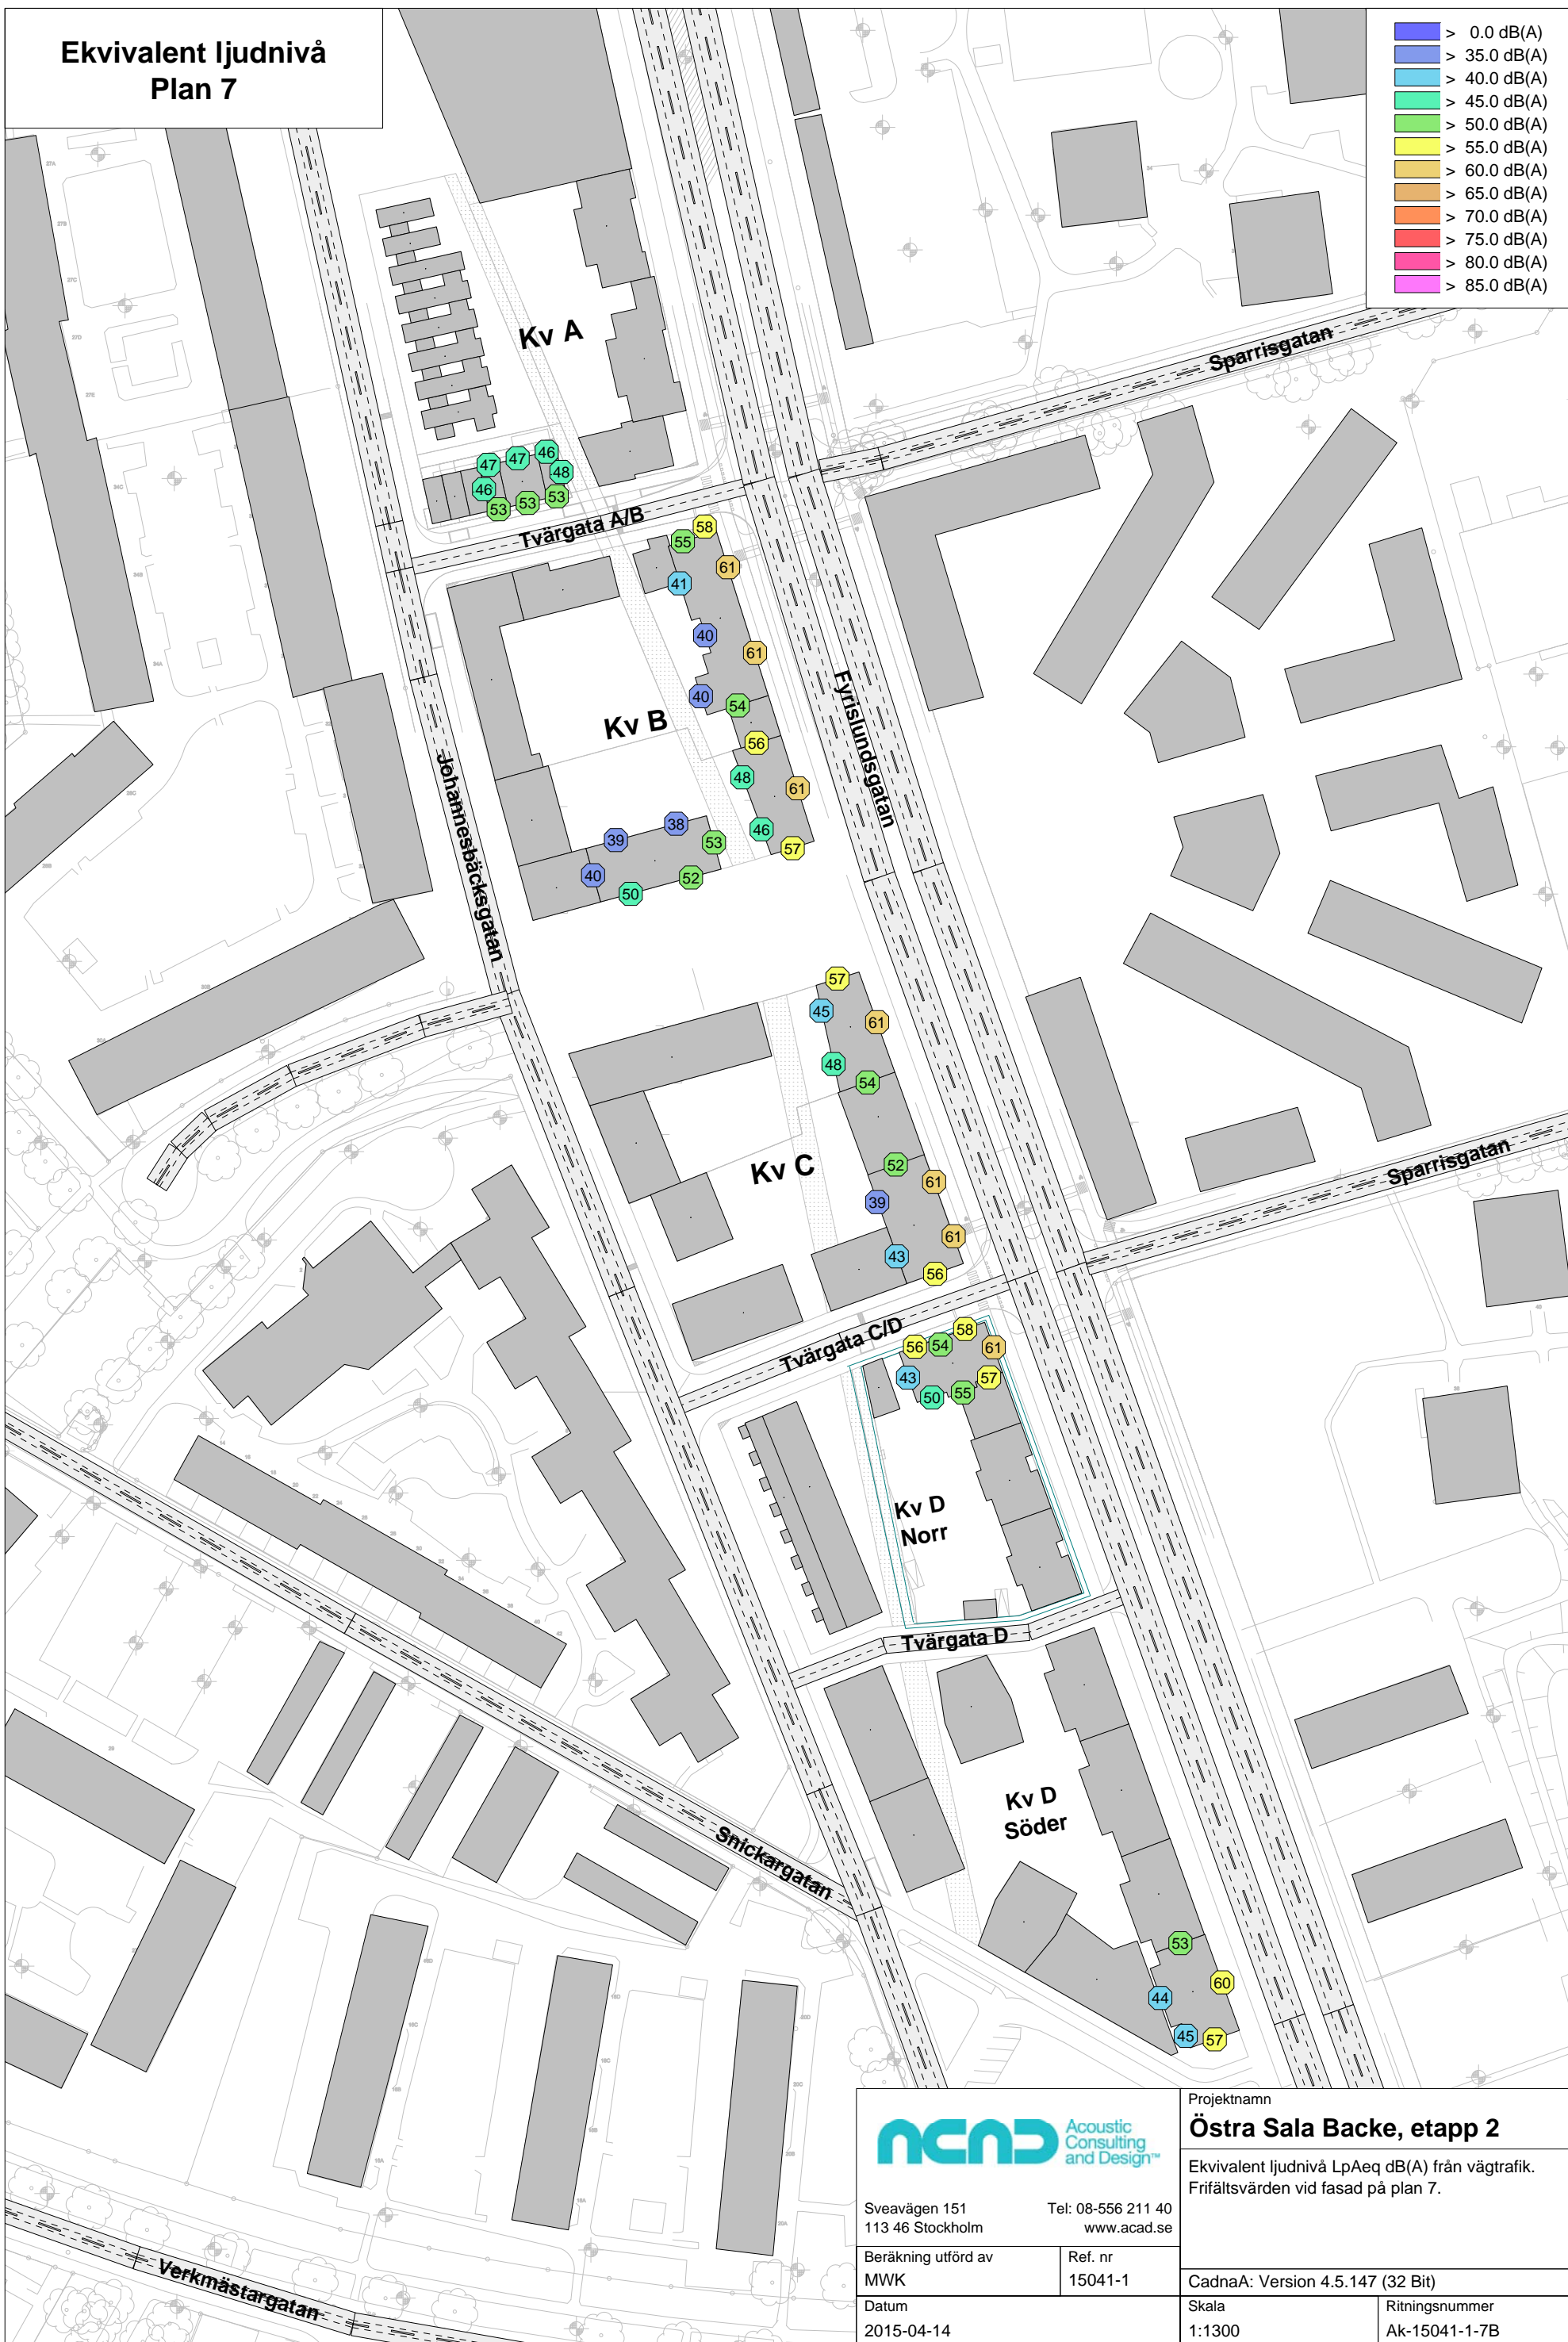 Ekvivalent ljudnivå
Plan 7
> 0.0 dB(A)
> 35.0 dB(A)
> 40.0 dB(A)
> 45.0 dB(A)
> 50.0 dB(A)
> 55.0 dB(A)
> 60.0 dB(A)
> 65.0 dB(A)
> 70.0 dB(A)
> 75.0 dB(A)
> 80.0 dB(A)
> 85.0 dB(A)
Sparrisgatan
Kv A
47 47 46
46 48
53 53 53
Tvärgata A/B
58
55
61
41
40
61
40
54
Kv B
Fyrislundsgatan
56
48
61
Johannesbäcksgatan
39 38
53
46
57
40
50
52
57
45
61
48
54
Kv C
52
61
39
61
43
56
Sparrisgatan
Tvärgata C/D
56 54 58
61
43
50 55 57
Kv D
Norr
Tvärgata D
Kv D
Söder
Snickargatan
53
60
44
45 57
Verkmästargatan
acad
Acoustic
Consulting
and Design™
Sveavägen 151
113 46 Stockholm
Tel: 08-556 211 40
www.acad.se
Projektnamn
Östra Sala Backe, etapp 2
Ekvivalent ljudnivå LpAeq dB(A) från vägtrafik.
Frifältsvärden vid fasad på plan 7.
Beräkning utförd av
MWK
Ref. nr
15041-1
CadnaA: Version 4.5.147 (32 Bit)
Datum
2015-04-14
Skala
1:1300
Ritningsnummer
Ak-15041-1-7B